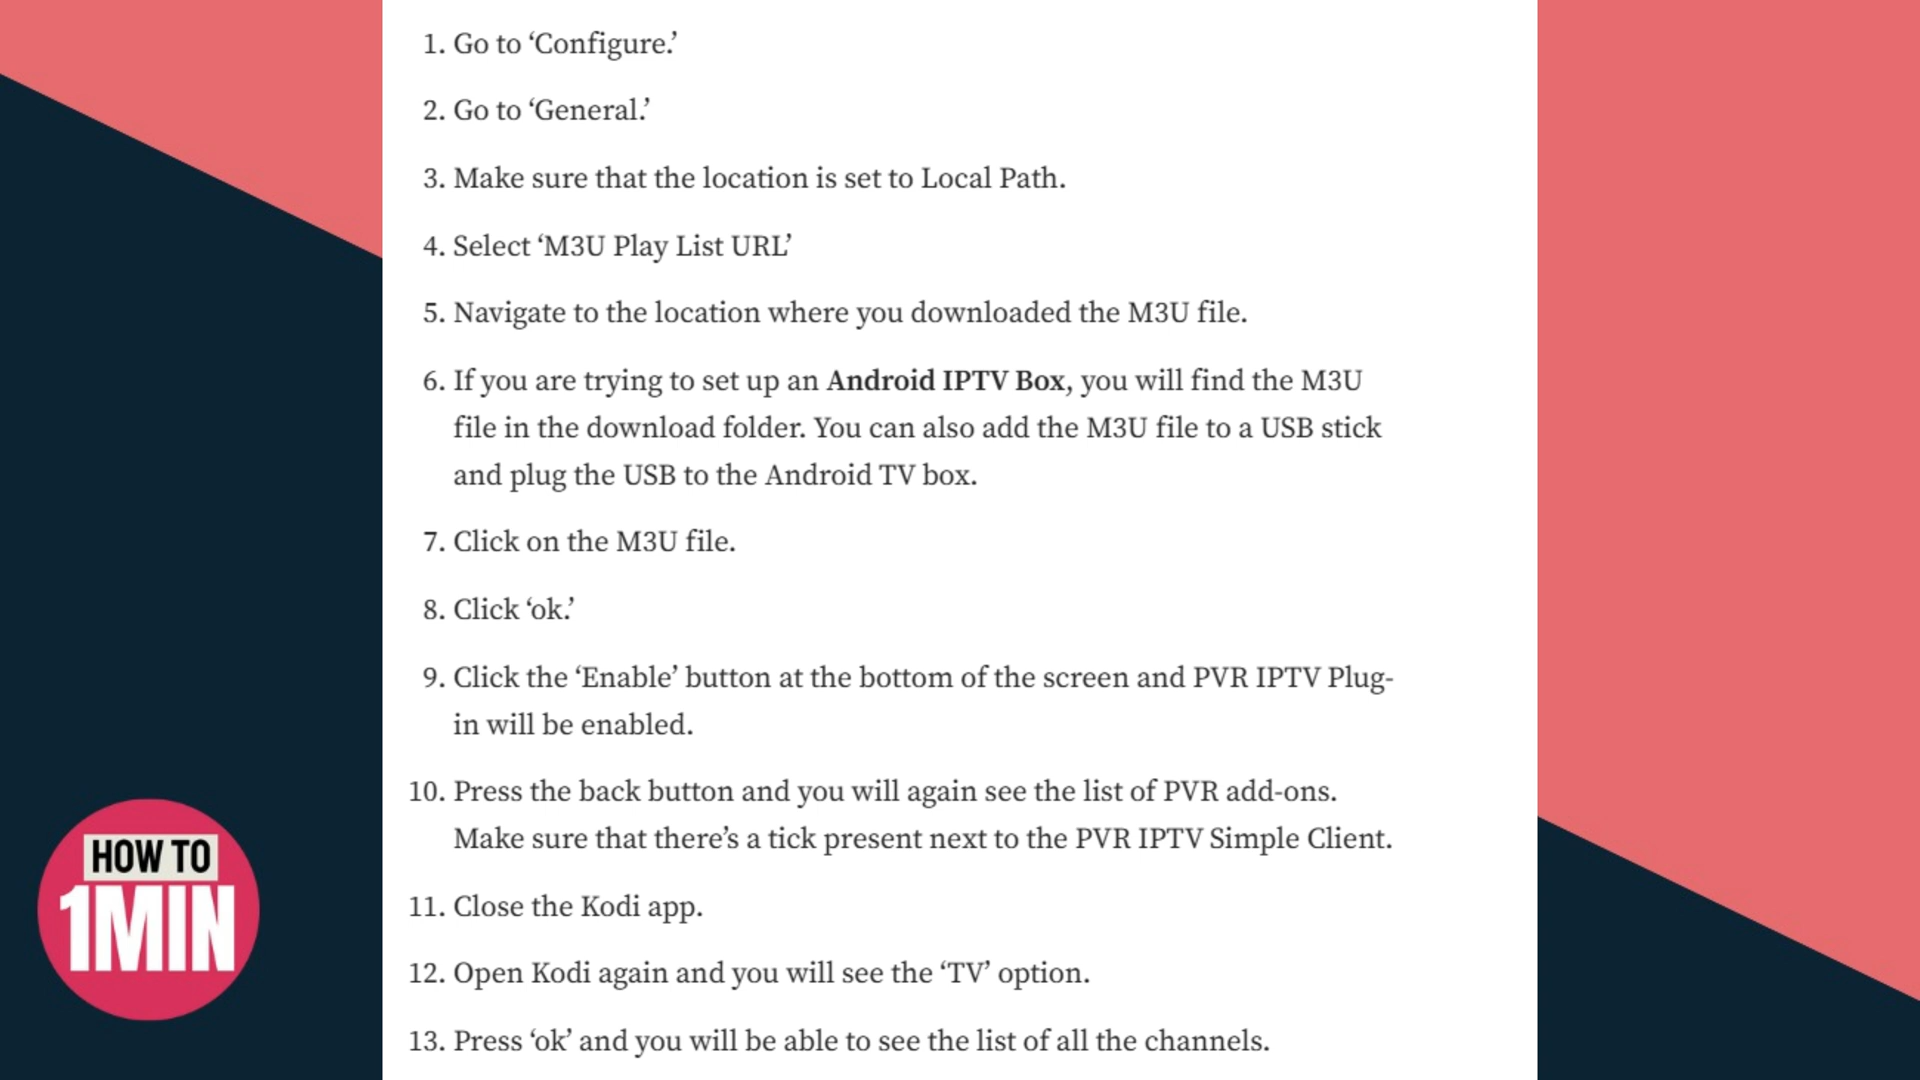 1. Go to ‘Configure.’
2. Go to ‘General.’
3. Make sure that the location is set to Local Path.
4. Select ‘M3U Play List URL’
5. Navigate to the location where you downloaded the M3U file.
6. If you are trying to set up an Android IPTV Box, you will find the M3U
file in the download folder. You can also add the M3U file to a USB stick
and plug the USB to the Android TV box.
7. Click on the M3U file.
8. Click ‘ok.’
9. Click the ‘Enable’ button at the bottom of the screen and PVR IPTV Plug-
in will be enabled.
10. Press the back button and you will again see the list of PVR add-ons.
Make sure that there’s a tick present next to the PVR IPTV Simple Client.
11. Close the Kodi app.
12. Open Kodi again and you will see the ‘TV’ option.
13. Press ‘ok’ and you will be able to see the list of all the channels.
HOW TO
1MIN